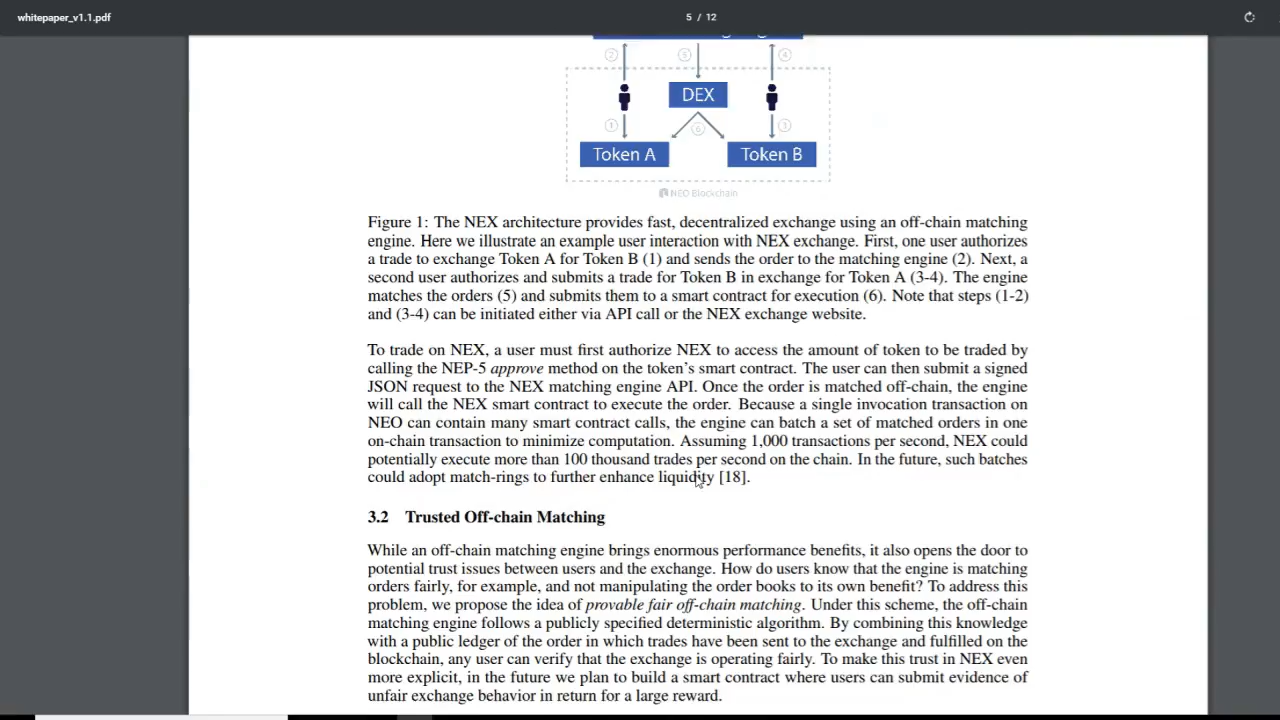 whitepaper_v1.1.pdf
5 / 12
2
5
4
DEX
1
6
3
Token A
Token B
NEO Blockchain
Figure 1: The NEX architecture provides fast, decentralized exchange using an off-chain matching
engine. Here we illustrate an example user interaction with NEX exchange. First, one user authorizes
a trade to exchange Token A for Token B (1) and sends the order to the matching engine (2). Next, a
second user authorizes and submits a trade for Token B in exchange for Token A (3-4). The engine
matches the orders (5) and submits them to a smart contract for execution (6). Note that steps (1-2)
and (3-4) can be initiated either via API call or the NEX exchange website.
To trade on NEX, a user must first authorize NEX to access the amount of token to be traded by
calling the NEP-5 approve method on the token's smart contract. The user can then submit a signed
JSON request to the NEX matching engine API. Once the order is matched off-chain, the engine
will call the NEX smart contract to execute the order. Because a single invocation transaction on
NEO can contain many smart contract calls, the engine can batch a set of matched orders in one
on-chain transaction to minimize computation. Assuming 1,000 transactions per second, NEX could
potentially execute more than 100 thousand trades per second on the chain. In the future, such batches
could adopt match-rings to further enhance liquidity [18].
3.2 Trusted Off-chain Matching
While an off-chain matching engine brings enormous performance benefits, it also opens the door to
potential trust issues between users and the exchange. How do users know that the engine is matching
orders fairly, for example, and not manipulating the order books to its own benefit? To address this
problem, we propose the idea of provable fair off-chain matching. Under this scheme, the off-chain
matching engine follows a publicly specified deterministic algorithm. By combining this knowledge
with a public ledger of the order in which trades have been sent to the exchange and fulfilled on the
blockchain, any user can verify that the exchange is operating fairly. To make this trust in NEX even
more explicit, in the future we plan to build a smart contract where users can submit evidence of
unfair exchange behavior in return for a large reward.